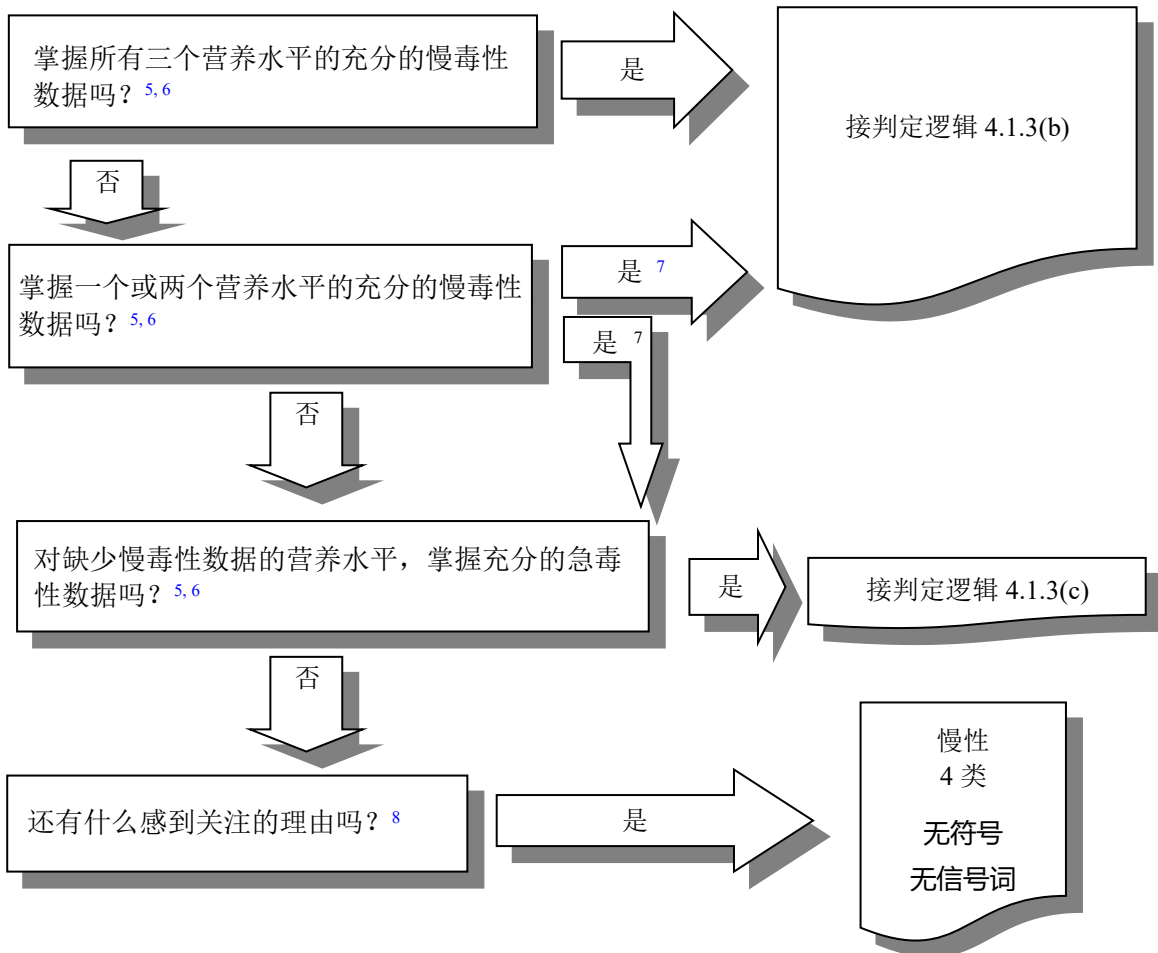 掌握所有三个营养水平的充分的慢毒性
数据吗？5, 6
是
接判定逻辑 4.1.3(b)
否
掌握一个或两个营养水平的充分的慢毒性
数据吗？5, 6
是 7
是 7
否
对缺少慢毒性数据的营养水平，掌握充分的急毒
性数据吗？5, 6
是
接判定逻辑 4.1.3(c)
否
还有什么感到关注的理由吗？8
是
慢性
4 类
无符号
无信号词